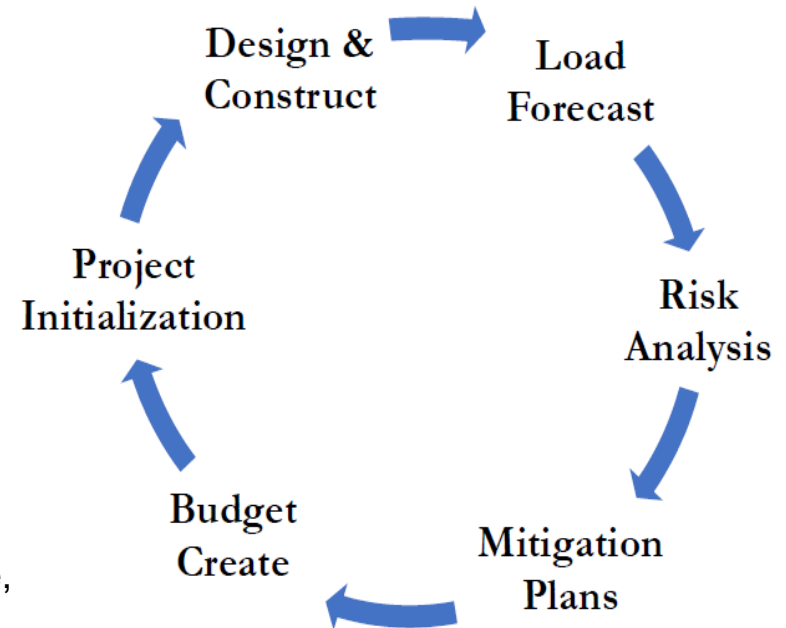 Design &
Construct
Load
Forecast
Risk
Analysis
Mitigation
Plans
Budget
Create
Project
Initialization
,